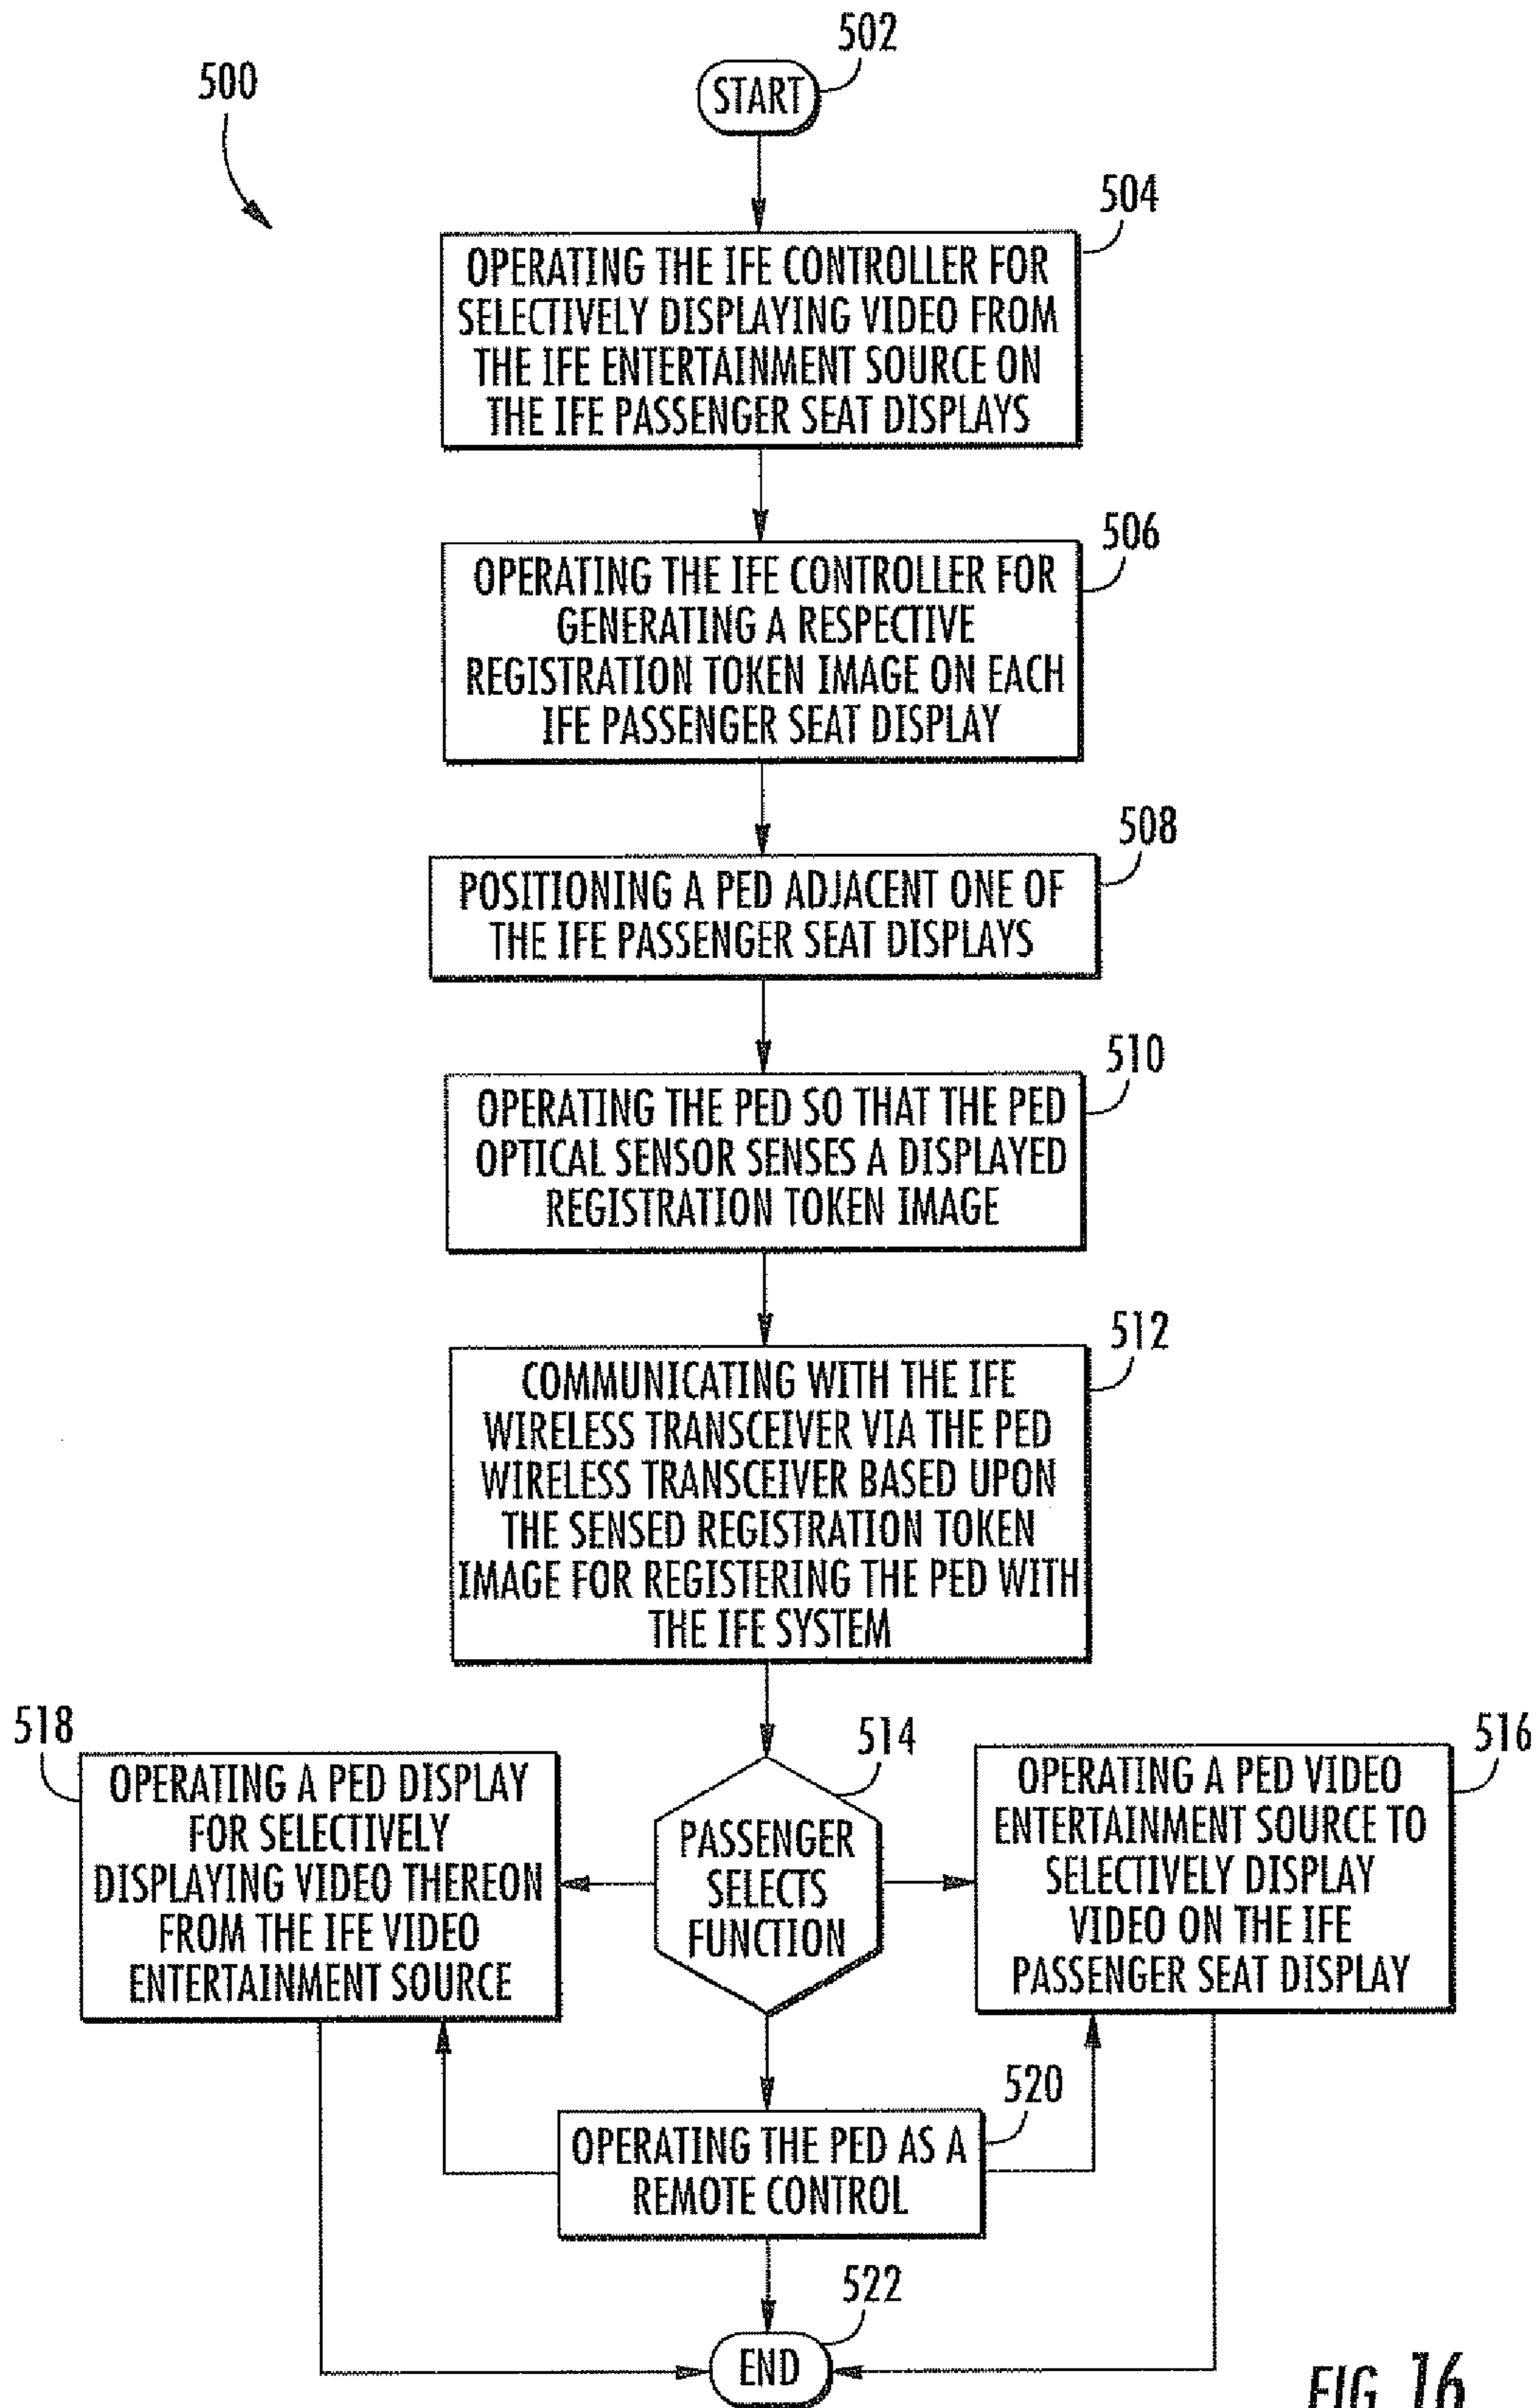 502
500
START
504
OPERATING THE IFE CONTROLLER FOR
SELECTIVELY DISPLAYING VIDEO FROM
THE IFE ENTERTAINMENT SOURCE ON
THE IFE PASSENGER SEAT DISPLAYS
506
OPERATING THE IFE CONTROLLER FOR
GENERATING A RESPECTIVE
REGISTRATION TOKEN IMAGE ON EACH
IFE PASSENGER SEAT DISPLAY
508
POSITIONING A PED ADJACENT ONE OF
THE IFE PASSENGER SEAT DISPLAYS
510
OPERATING THE PED SO THAT THE PED
OPTICAL SENSOR SENSES A DISPLAYED
REGISTRATION TOKEN IMAGE
512
COMMUNICATING WITH THE IFE
WIRELESS TRANSCEIVER VIA THE PED
WIRELESS TRANSCEIVER BASED UPON
THE SENSED REGISTRATION TOKEN
IMAGE FOR REGISTERING THE PED WITH
THE IFE SYSTEM
518
OPERATING A PED DISPLAY
FOR SELECTIVELY
DISPLAYING VIDEO THEREON
FROM THE IFE VIDEO
ENTERTAINMENT SOURCE
514
PASSENGER
SELECTS
FUNCTION
516
OPERATING A PED VIDEO
ENTERTAINMENT SOURCE TO
SELECTIVELY DISPLAY
VIDEO ON THE IFE
PASSENGER SEAT DISPLAY
520
OPERATING THE PED AS A
REMOTE CONTROL
522
END
FIG. 16